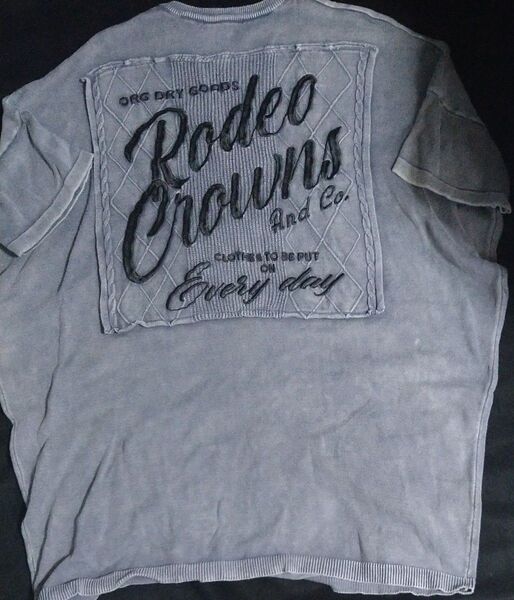 ORG DRY GOODS
Rodeo
Crowns
And Co.
CLOTHES TO BE PUT
ON
Every day